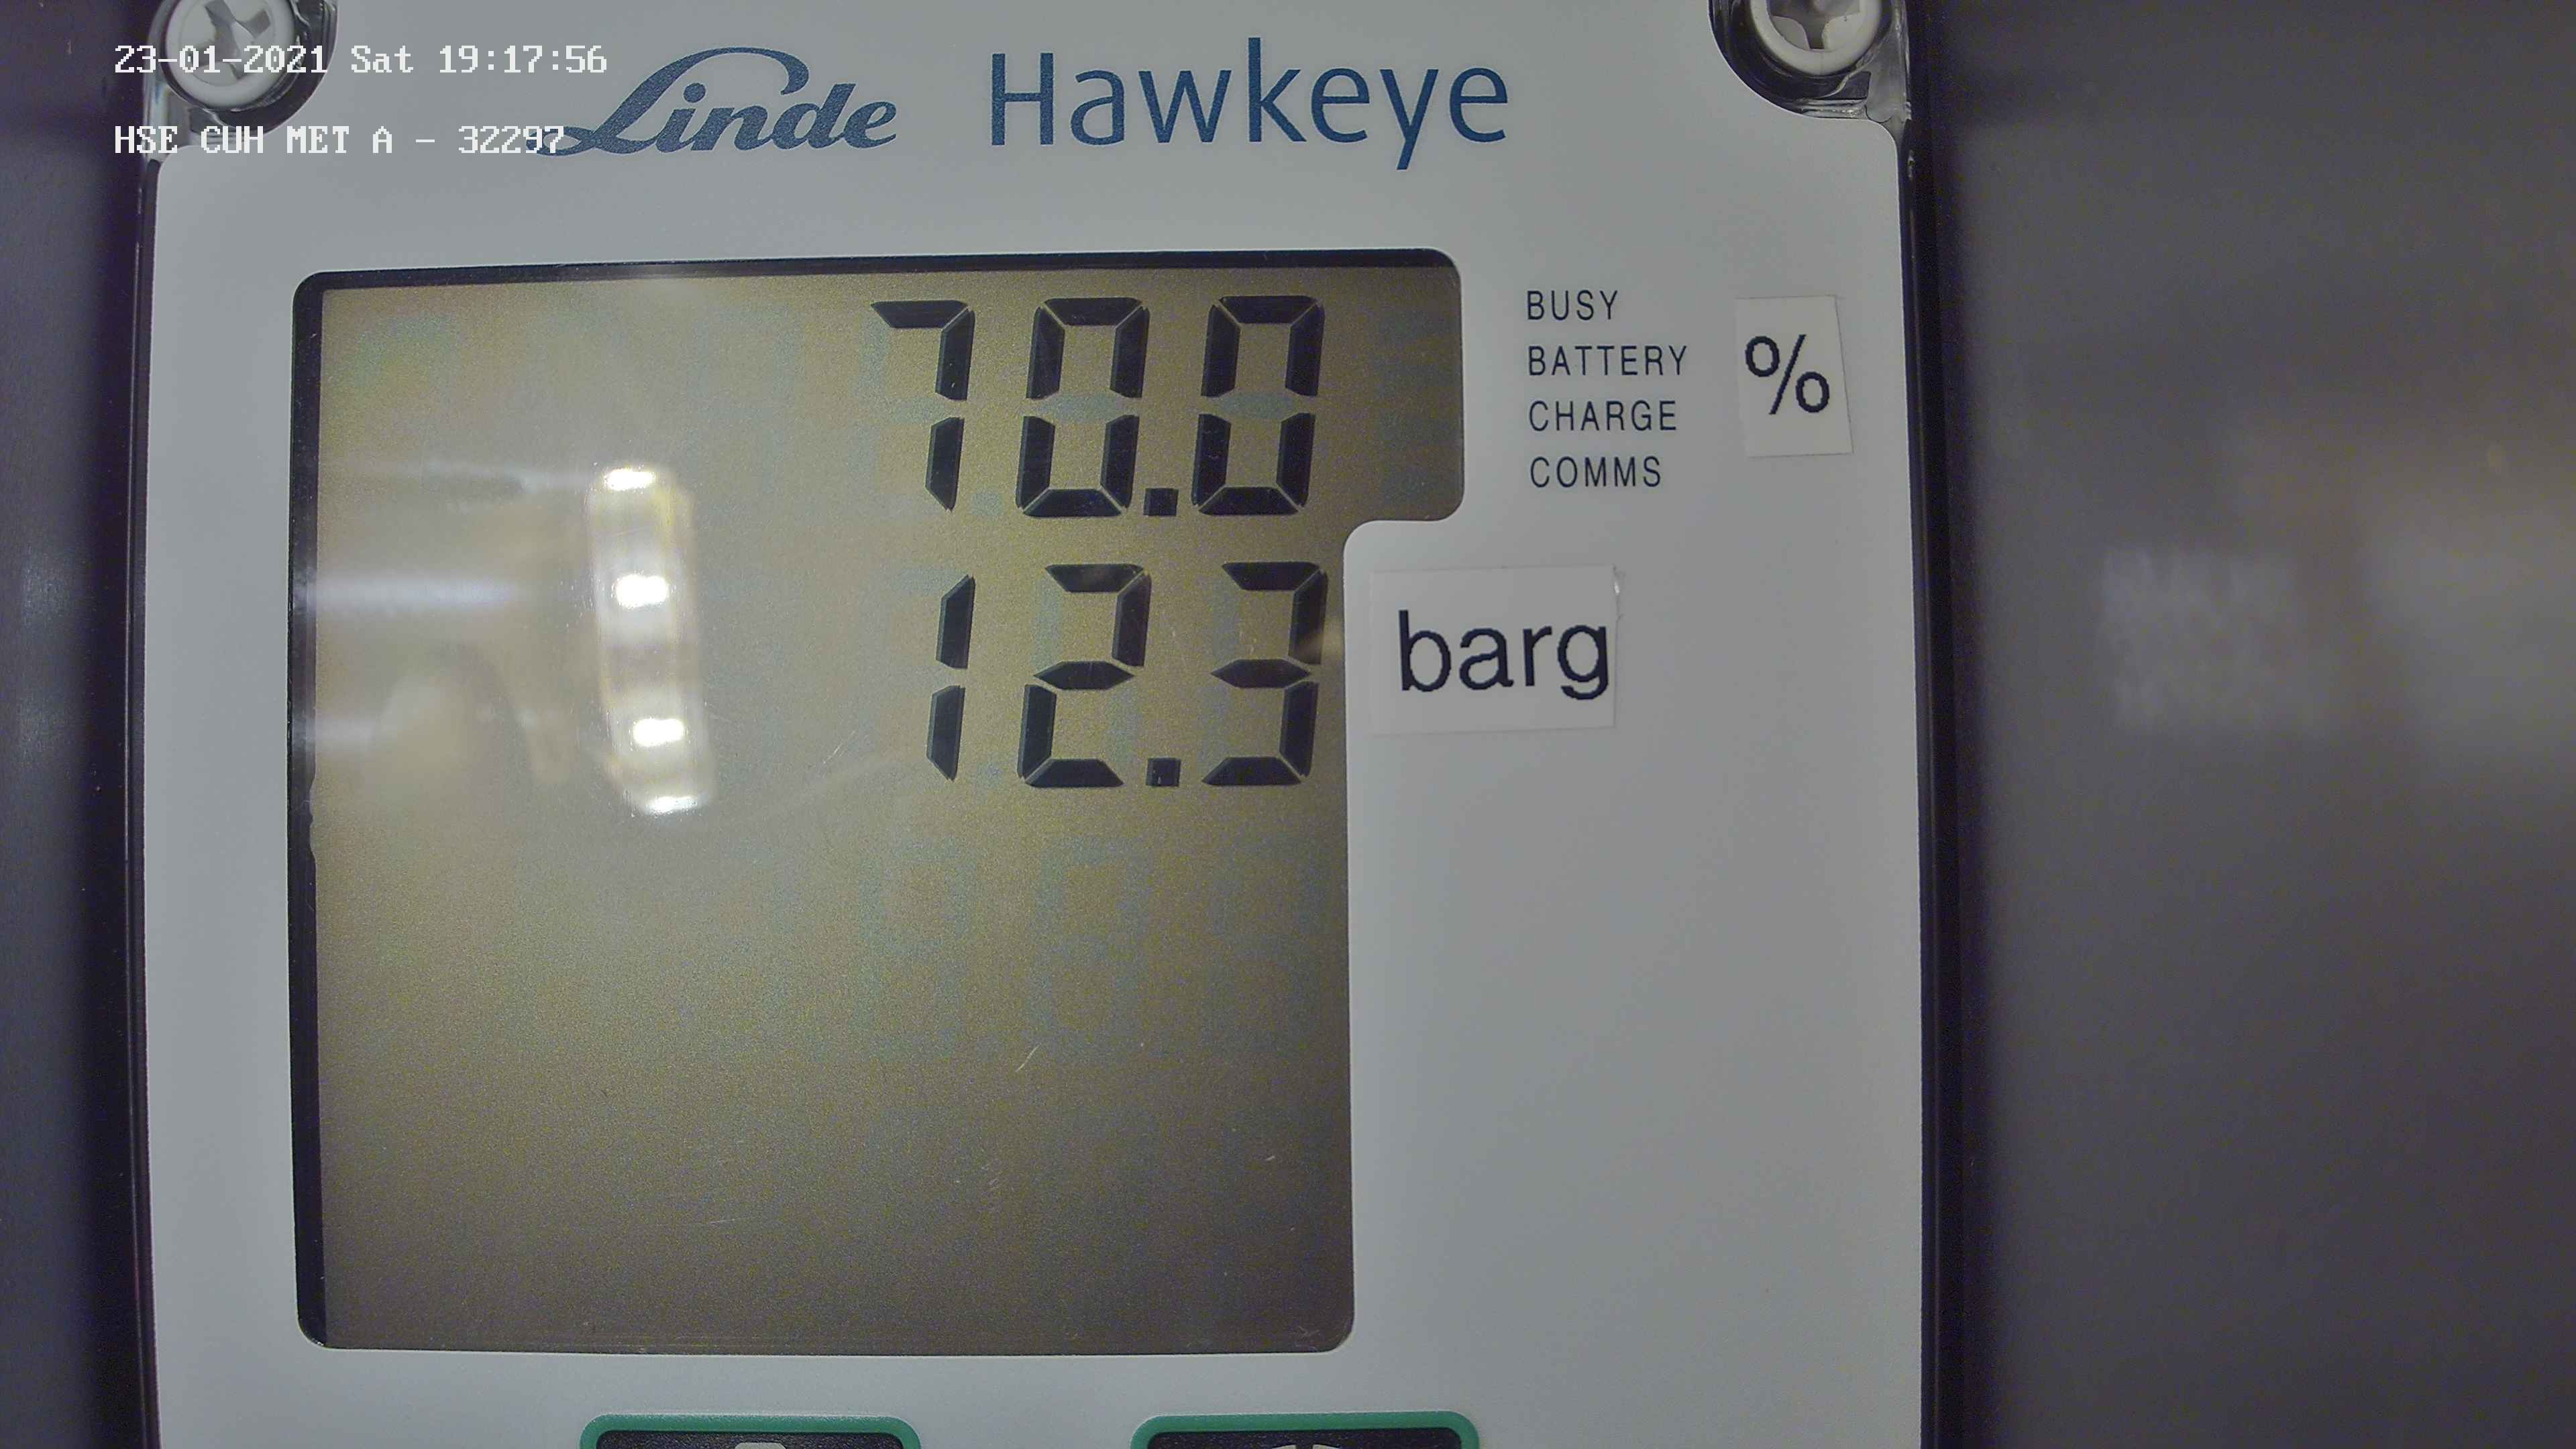 23-01-2021 Sat 19:17:56
HSE CUH MET A - 32297
Linde Hawkeye
70.0
BUSY
BATTERY
CHARGE
COMMS
%
12.3
barg